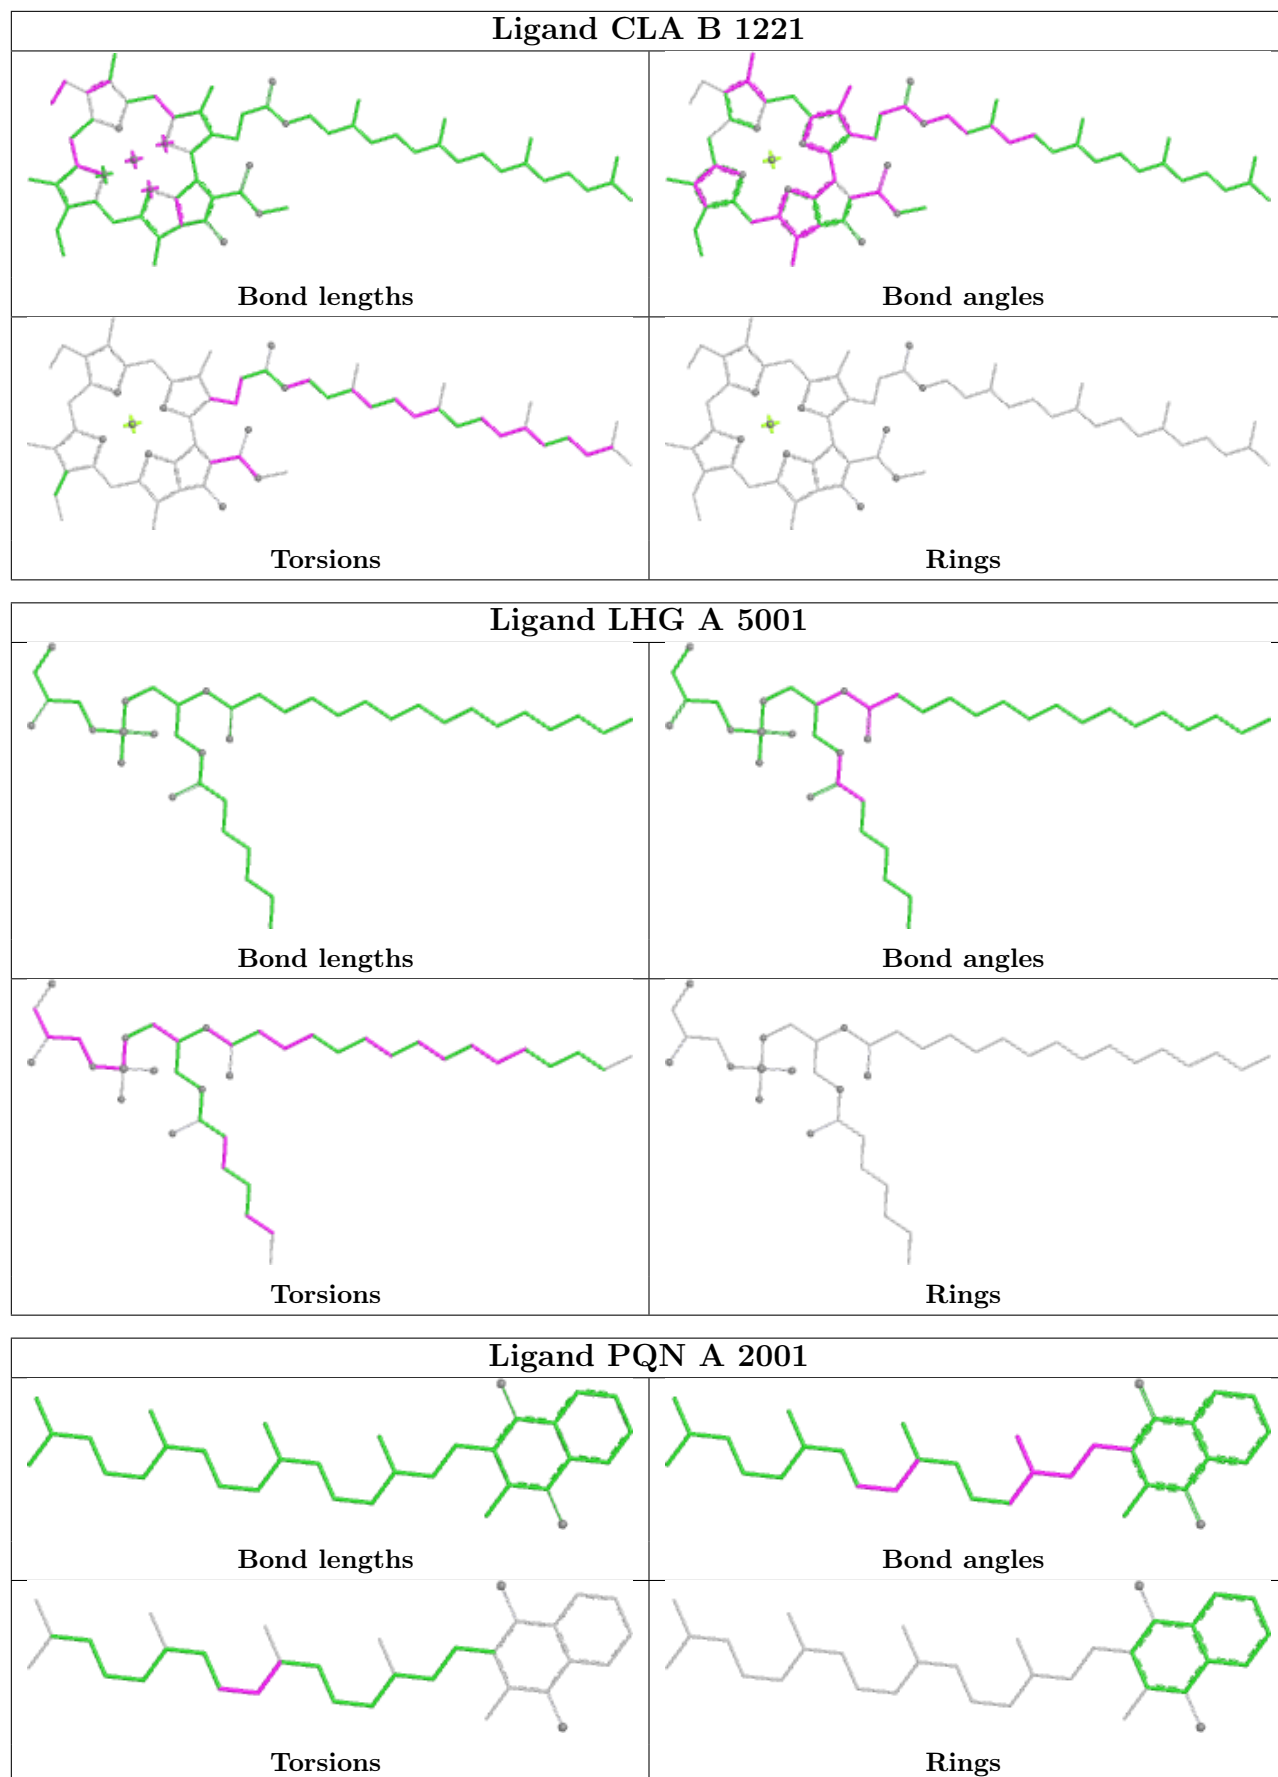 Ligand CLA B 1221
Bond lengths
Bond angles
Torsions
Rings
Ligand LHG A 5001
Bond lengths
Bond angles
Torsions
Rings
Ligand PQN A 2001
Bond lengths
Bond angles
Torsions
Rings